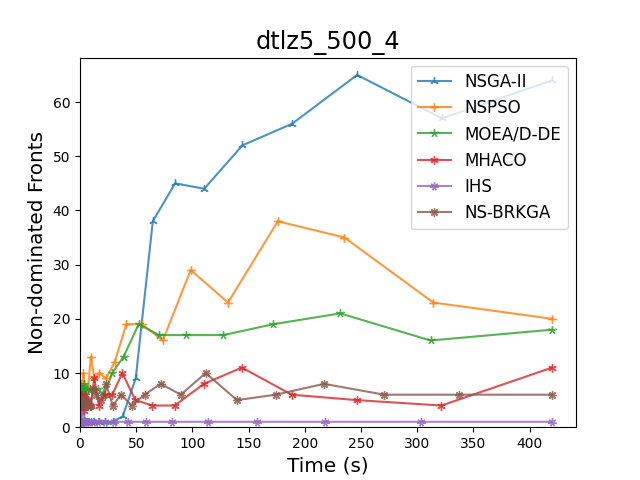 dtlz5_500_4
Non-dominated Fronts
60
50
40
30
20
10
0
NSGA-II
NSPSO
MOEA/D-DE
MHACO
IHS
NS-BRKGA
0 50 100 150 200 250 300 350 400
Time (s)